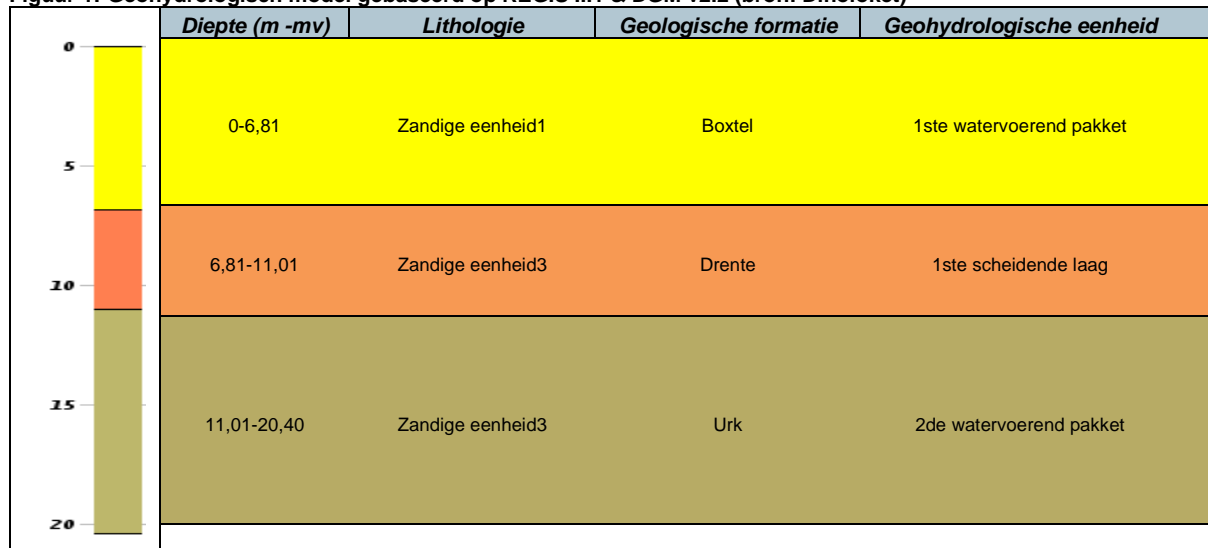 Diepte (m -mv) Lithologie Geologische formatie Geohydrologische eenheid
0
0-6,81 Zandige eenheid1 Boxtel 1ste watervoerend pakket
5
6,81-11,01 Zandige eenheid3 Drente 1ste scheidende laag
10
15
11,01-20,40 Zandige eenheid3 Urk 2de watervoerend pakket
20